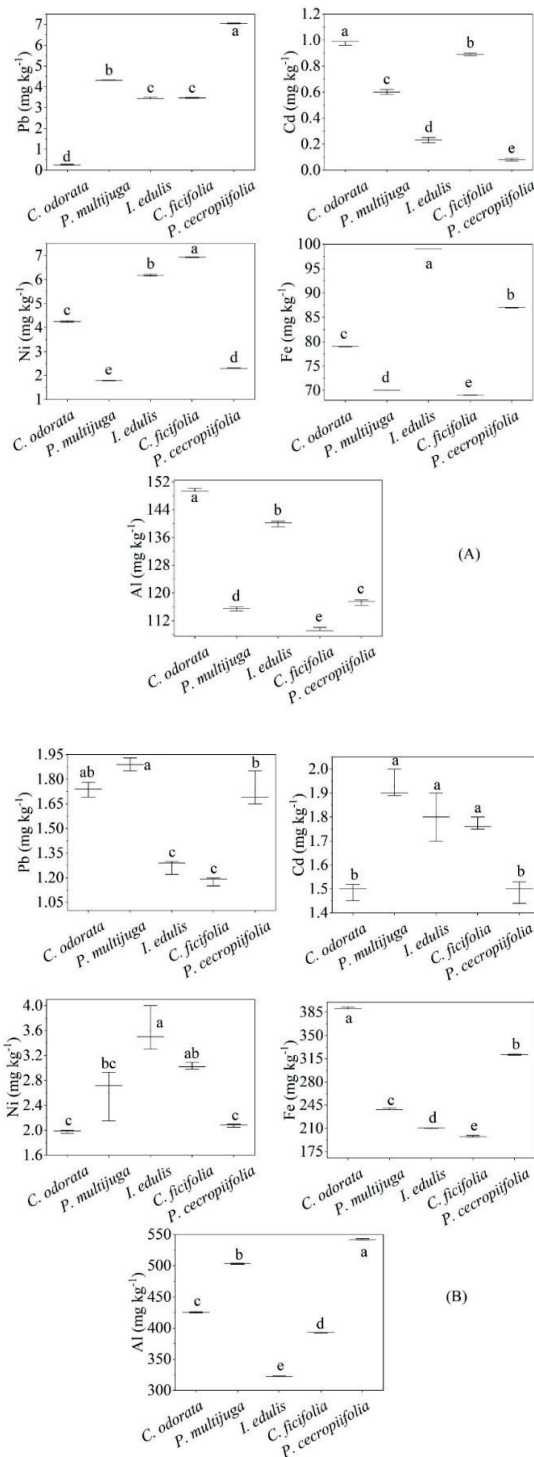 Pb (mg kg⁻¹)
7
6
5
4
3
2
1
0
d
b
c
c
a
C. odorata
P. multijuga
I. edulis
C. ficifolia
P. cecropiifolia
Cd (mg kg⁻¹)
1.2
1.0
0.8
0.6
0.4
0.2
0.0
a
c
d
b
e
C. odorata
P. multijuga
I. edulis
C. ficifolia
P. cecropiifolia
Ni (mg kg⁻¹)
7
6
5
4
3
2
1
c
e
b
a
d
C. odorata
P. multijuga
I. edulis
C. ficifolia
P. cecropiifolia
Fe (mg kg⁻¹)
100
95
90
85
80
75
70
c
d
a
e
b
C. odorata
P. multijuga
I. edulis
C. ficifolia
P. cecropiifolia
Al (mg kg⁻¹)
152
144
136
128
120
112
a
d
b
e
c
C. odorata
P. multijuga
I. edulis
C. ficifolia
P. cecropiifolia
(A)
Pb (mg kg⁻¹)
1.95
1.80
1.65
1.50
1.35
1.20
1.05
ab
a
c
c
b
C. odorata
P. multijuga
I. edulis
C. ficifolia
P. cecropiifolia
Cd (mg kg⁻¹)
2.0
1.9
1.8
1.7
1.6
1.5
1.4
b
a
a
a
b
C. odorata
P. multijuga
I. edulis
C. ficifolia
P. cecropiifolia
Ni (mg kg⁻¹)
4.0
3.6
3.2
2.8
2.4
2.0
1.6
c
bc
a
ab
c
C. odorata
P. multijuga
I. edulis
C. ficifolia
P. cecropiifolia
Fe (mg kg⁻¹)
385
350
315
280
245
210
175
a
c
d
e
b
C. odorata
P. multijuga
I. edulis
C. ficifolia
P. cecropiifolia
Al (mg kg⁻¹)
550
500
450
400
350
300
c
b
e
d
a
C. odorata
P. multijuga
I. edulis
C. ficifolia
P. cecropiifolia
(B)